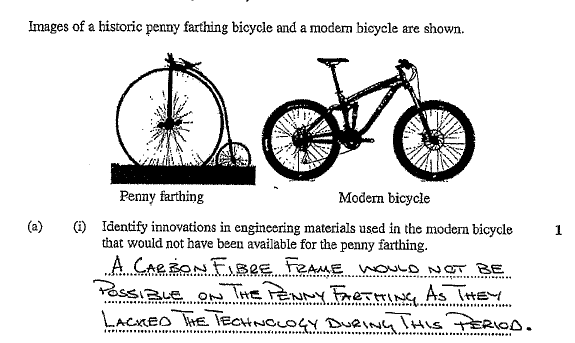 Images of a historic penny farthing bicycle and a modern bicycle are shown.
Penny farthing
Modern bicycle
(a) (i) Identify innovations in engineering materials used in the modern bicycle 1
that would not have been available for the penny farthing.
A CARBON FIBRE FRAME WOULD NOT BE
POSSIBLE ON THE PENNY FARTHING AS THEY
LACKED THE TECHNOLOGY DURING THIS PERIOD.